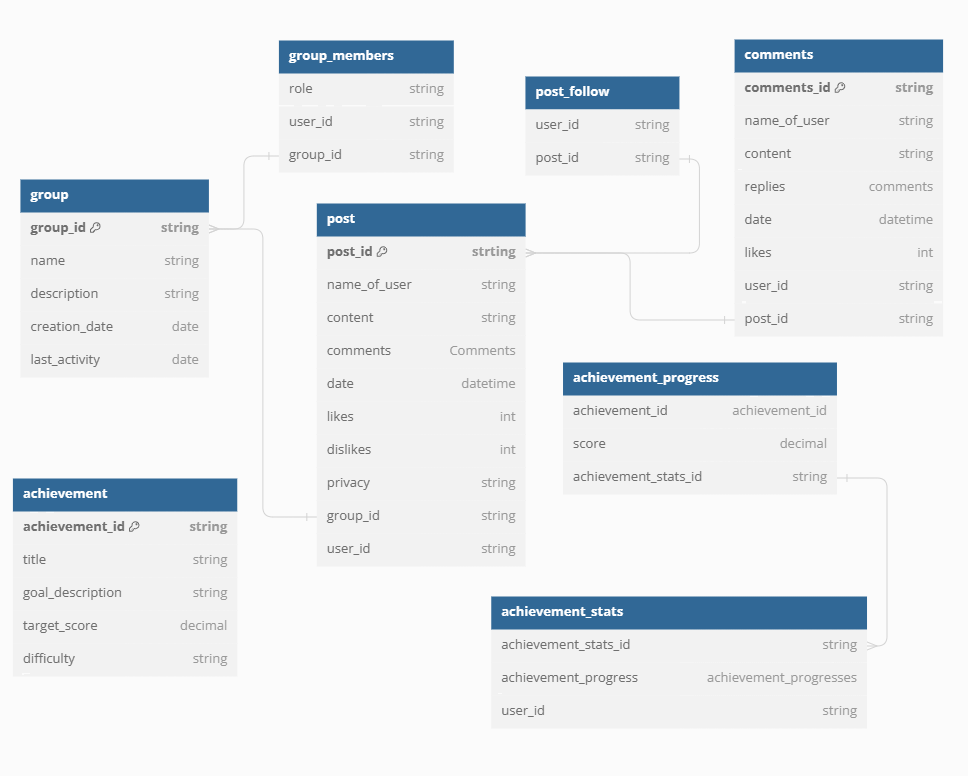 group_members
role string
user_id string
group_id string
post_follow
user_id string
post_id string
comments
comments_id string
name_of_user string
content string
replies comments
date datetime
likes int
user_id string
post_id string
group
group_id string
name string
description string
creation_date date
last_activity date
post
post_id strting
name_of_user string
content string
comments Comments
date datetime
likes int
dislikes int
privacy string
group_id string
user_id string
achievement_progress
achievement_id achievement_id
score decimal
achievement_stats_id string
achievement
achievement_id string
title string
goal_description string
target_score decimal
difficulty string
achievement_stats
achievement_stats_id string
achievement_progress achievement_progresses
user_id string